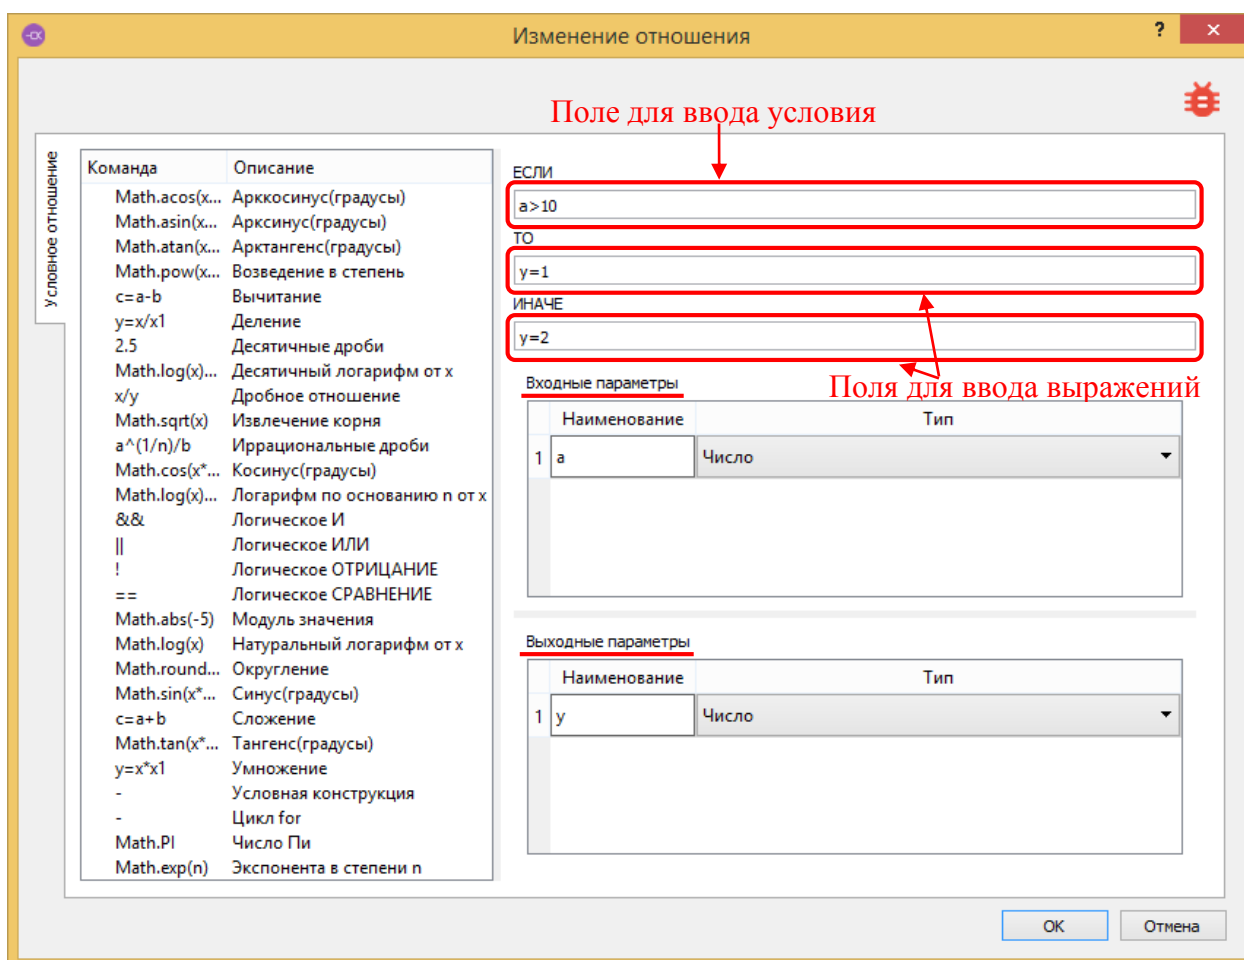 -α
Изменение отношения
?
×
Поле для ввода условия
Условное отношение
Команда Описание
Math.acos(x... Арккосинус(градусы)
Math.asin(x... Арксинус(градусы)
Math.atan(x... Арктангенс(градусы)
Math.pow(x... Возведение в степень
c=a-b Вычитание
y=x/x1 Деление
2.5 Десятичные дроби
Math.log(x)... Десятичный логарифм от x
x/y Дробное отношение
Math.sqrt(x) Извлечение корня
a^(1/n)/b Иррациональные дроби
Math.cos(x*... Косинус(градусы)
Math.log(x)... Логарифм по основанию n от x
&& Логическое И
|| Логическое ИЛИ
! Логическое ОТРИЦАНИЕ
== Логическое СРАВНЕНИЕ
Math.abs(-5) Модуль значения
Math.log(x) Натуральный логарифм от x
Math.round... Округление
Math.sin(x*... Синус(градусы)
c=a+b Сложение
Math.tan(x*... Тангенс(градусы)
y=x*x1 Умножение
- Условная конструкция
- Цикл for
Math.PI Число Пи
Math.exp(n) Экспонента в степени n
ЕСЛИ
a>10
ТО
y=1
ИНАЧЕ
y=2
Поля для ввода выражений
Входные параметры
Наименование Тип
1 a Число
Выходные параметры
Наименование Тип
1 y Число
OK Отмена